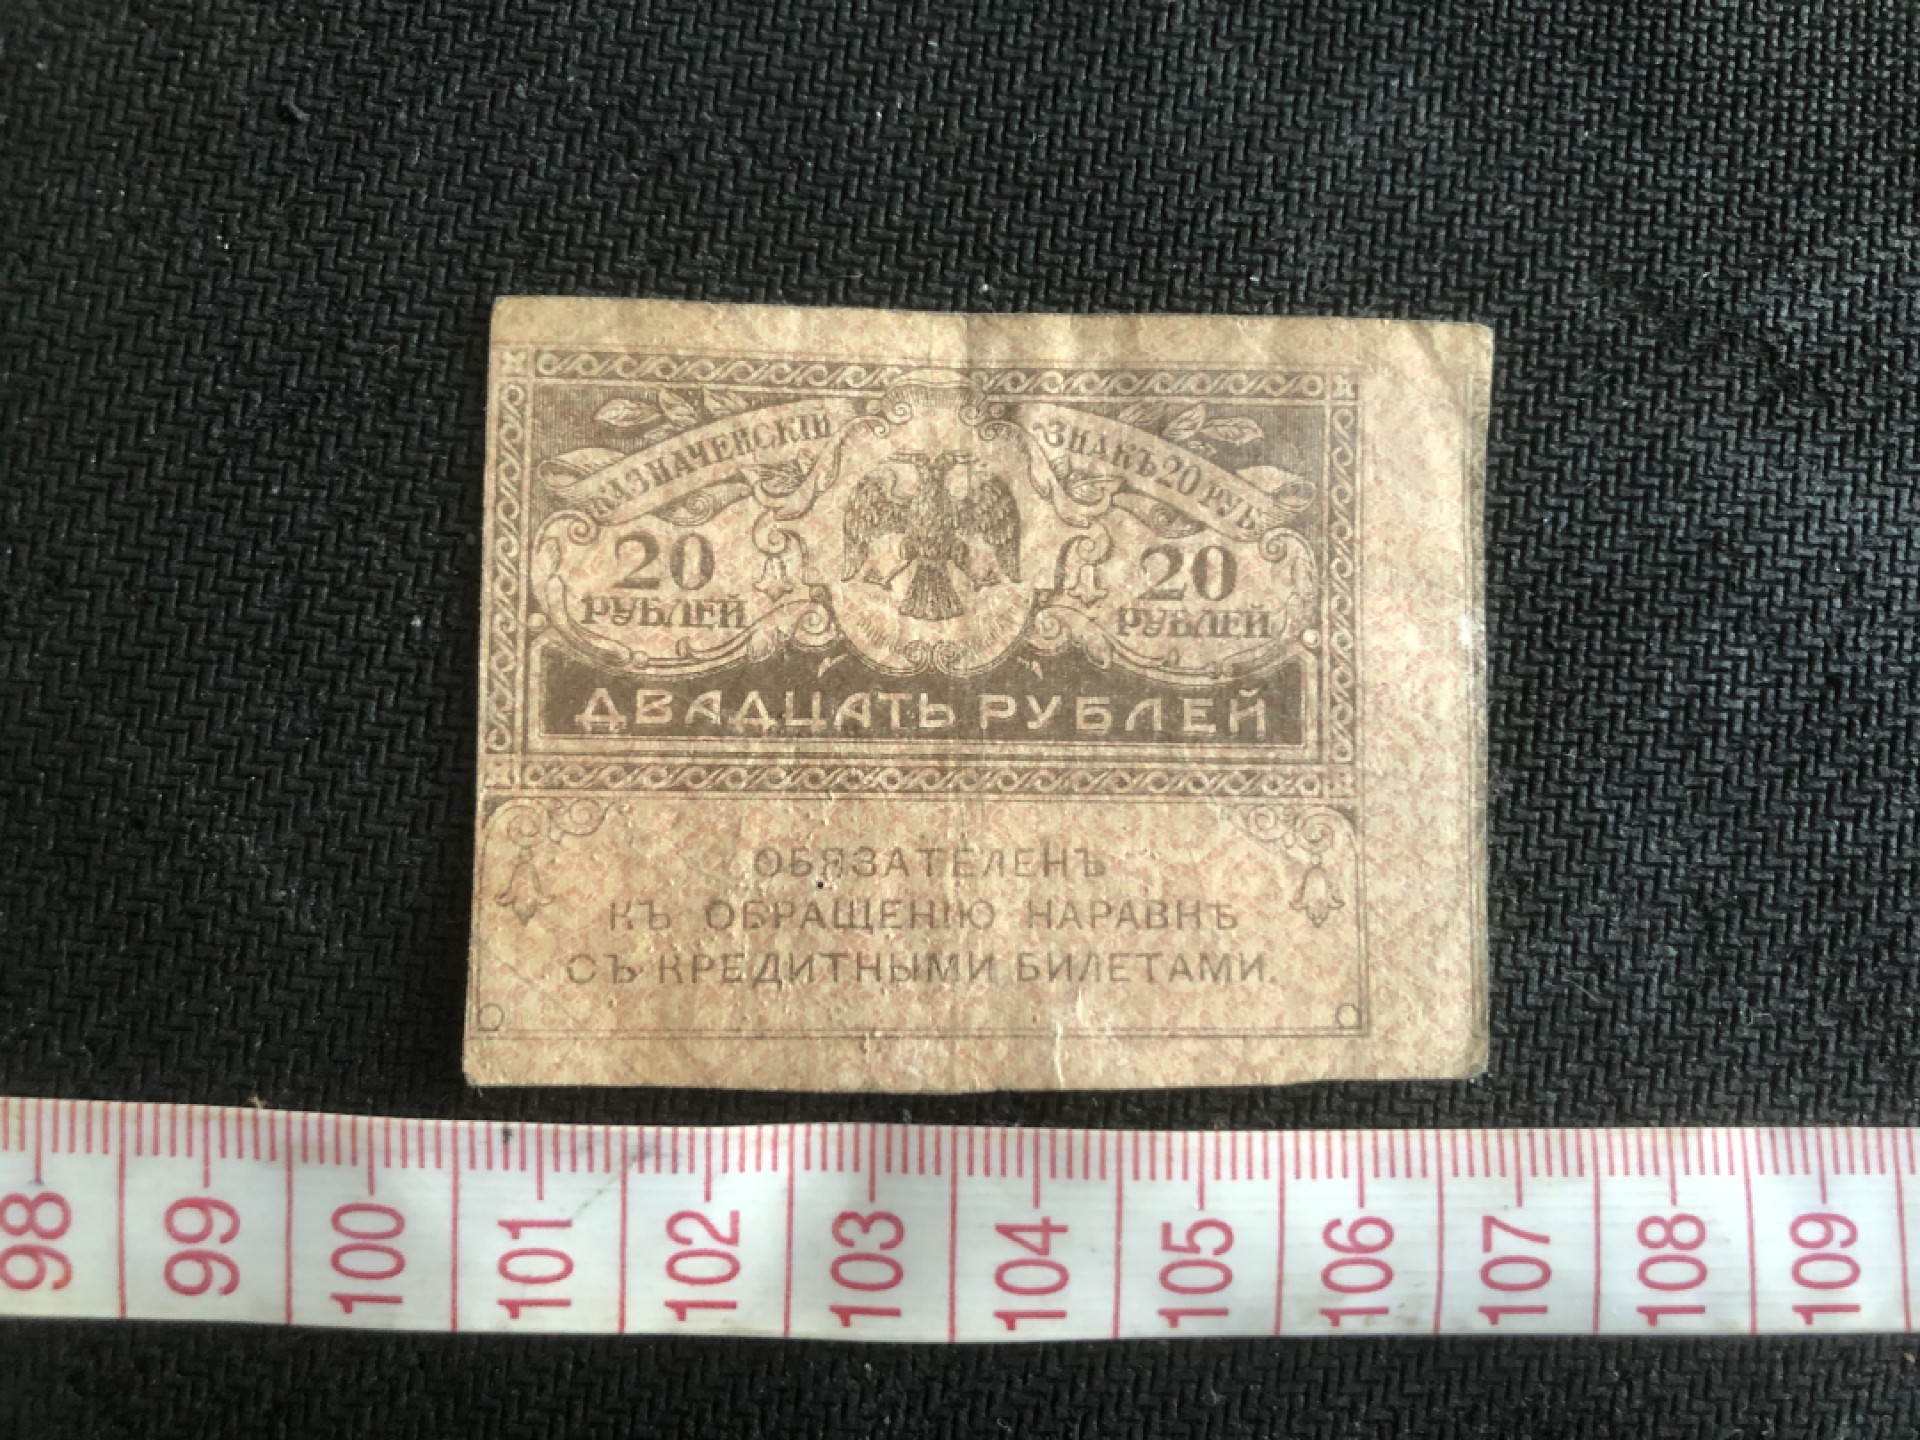 КАЗНАЧЕЙСКІЙ ЗНАКЪ 20 РУБ.
20 20
РУБЛЕЙ РУБЛЕЙ
ДВАДЦАТЬ РУБЛЕЙ
ОБЯЗАТЕЛЕНЪ
КЪ ОБРАЩЕНІЮ НАРАВНѢ
СЪ КРЕДИТНЫМИ БИЛЕТАМИ.
98 99 100 101 102 103 104 105 106 107 108 109